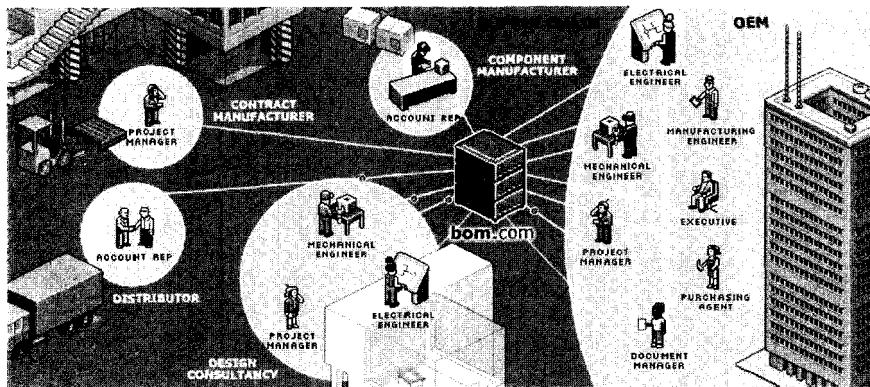 PROJECT
MANAGER
CONTRACT
MANUFACTURER
COMPONENT
MANUFACTURER
ACCOUNT REP
ACCOUNT REP
DISTRIBUTOR
MECHANICAL
ENGINEER
PROJECT
MANAGER
ELECTRICAL
ENGINEER
DESIGN
CONSULTANCY
bom.com
OEM
ELECTRICAL
ENGINEER
MANUFACTURING
ENGINEER
MECHANICAL
ENGINEER
EXECUTIVE
PROJECT
MANAGER
PURCHASING
AGENT
DOCUMENT
MANAGER